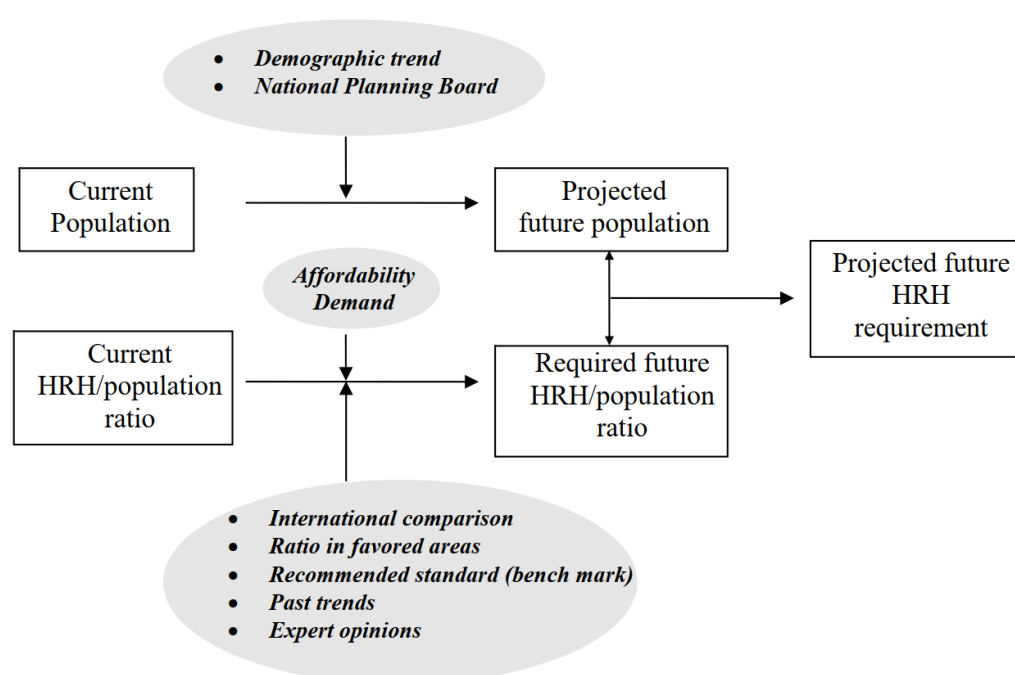 • Demographic trend
• National Planning Board
Current
Population
Projected
future population
Affordability
Demand
Projected future
HRH
requirement
Current
HRH/population
ratio
Required future
HRH/population
ratio
• International comparison
• Ratio in favored areas
• Recommended standard (bench mark)
• Past trends
• Expert opinions